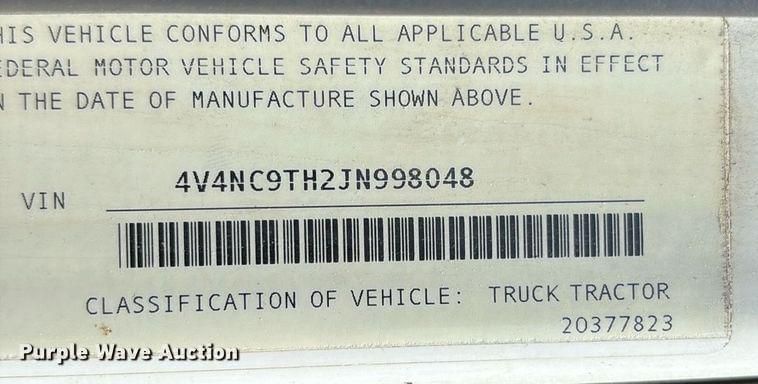 HIS VEHICLE CONFORMS TO ALL APPLICABLE U.S.A.
EDERAL MOTOR VEHICLE SAFETY STANDARDS IN EFFECT
N THE DATE OF MANUFACTURE SHOWN ABOVE.
VIN 4V4NC9TH2JN998048
CLASSIFICATION OF VEHICLE: TRUCK TRACTOR
20377823
Purple Wave Auction